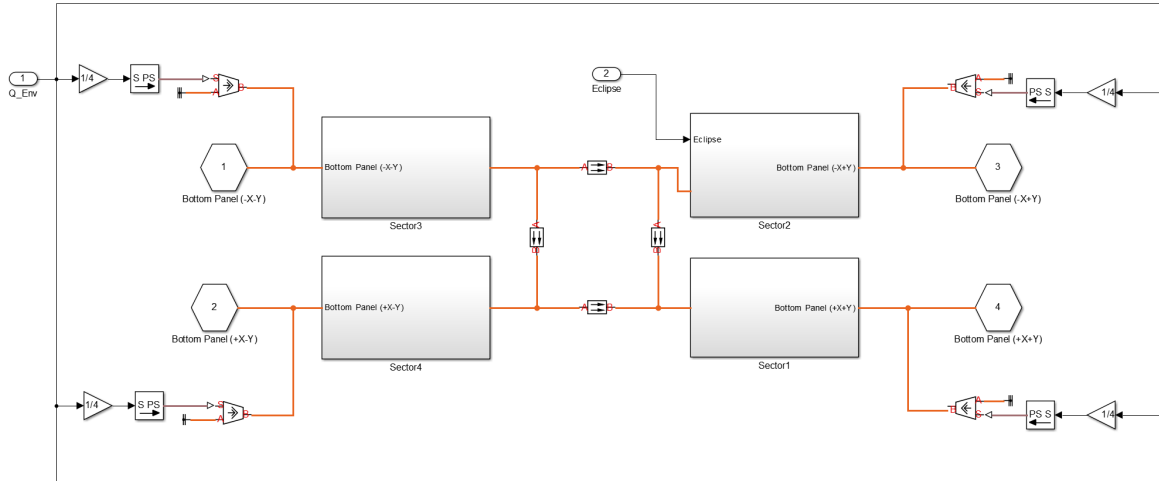 1
Q_Env
1/4
S PS
S
A
B
2
Eclipse
B
A
S
PS S
1/4
1
Bottom Panel (-X-Y)
Bottom Panel (-X-Y)
Sector3
A
B
Eclipse
Bottom Panel (-X+Y)
Sector2
3
Bottom Panel (-X+Y)
A
B
A
B
2
Bottom Panel (+X-Y)
Bottom Panel (+X-Y)
Sector4
A
B
Bottom Panel (+X+Y)
Sector1
4
Bottom Panel (+X+Y)
1/4
S PS
S
A
B
B
A
S
PS S
1/4